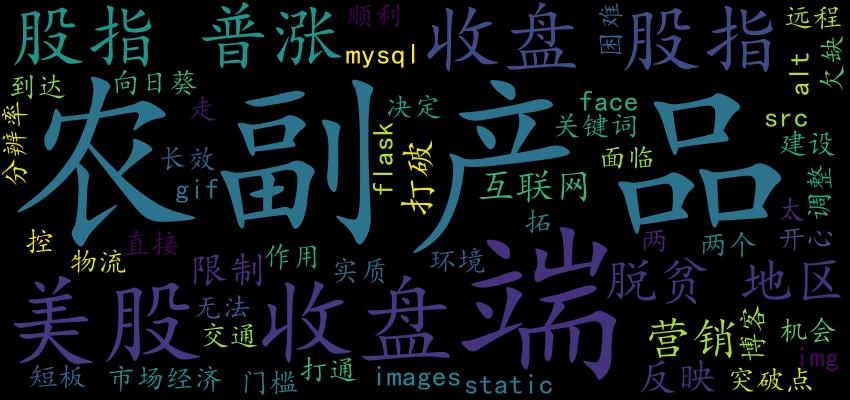 股指
普涨
顺利
mysql
收盘
困难
股指
远程
alt
欠缺
到达
向日葵
走
决定
face
关键词
src
建设
分辨率
农副产品
长效
gif
flask
打破
互联网
面临
调整
太
开心
拓
控
物流
直接
限制
作用
实质
环境
端
两
两个
脱贫
地区
美股
无法
交通
收盘
营销
博客
机会
img
短板
市场经济
门槛
打通
images
static
反映
突破点